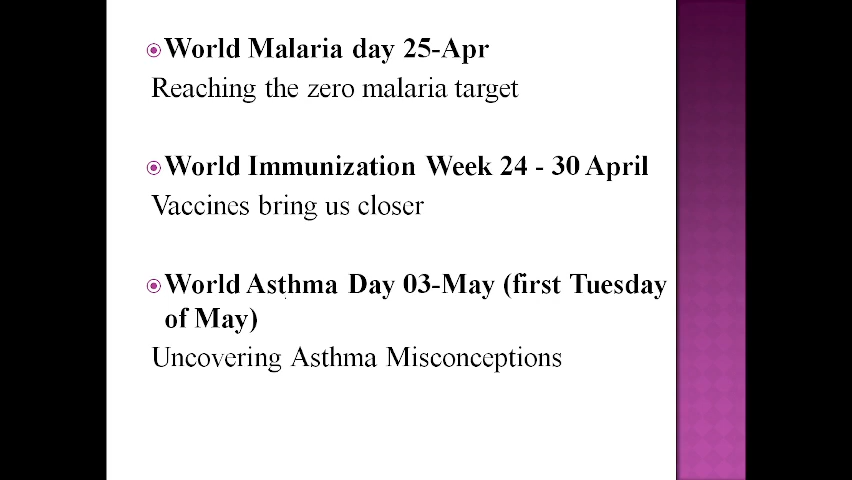 World Malaria day 25-Apr
Reaching the zero malaria target
World Immunization Week 24 - 30 April
Vaccines bring us closer
World Asthma Day 03-May (first Tuesday
of May)
Uncovering Asthma Misconceptions